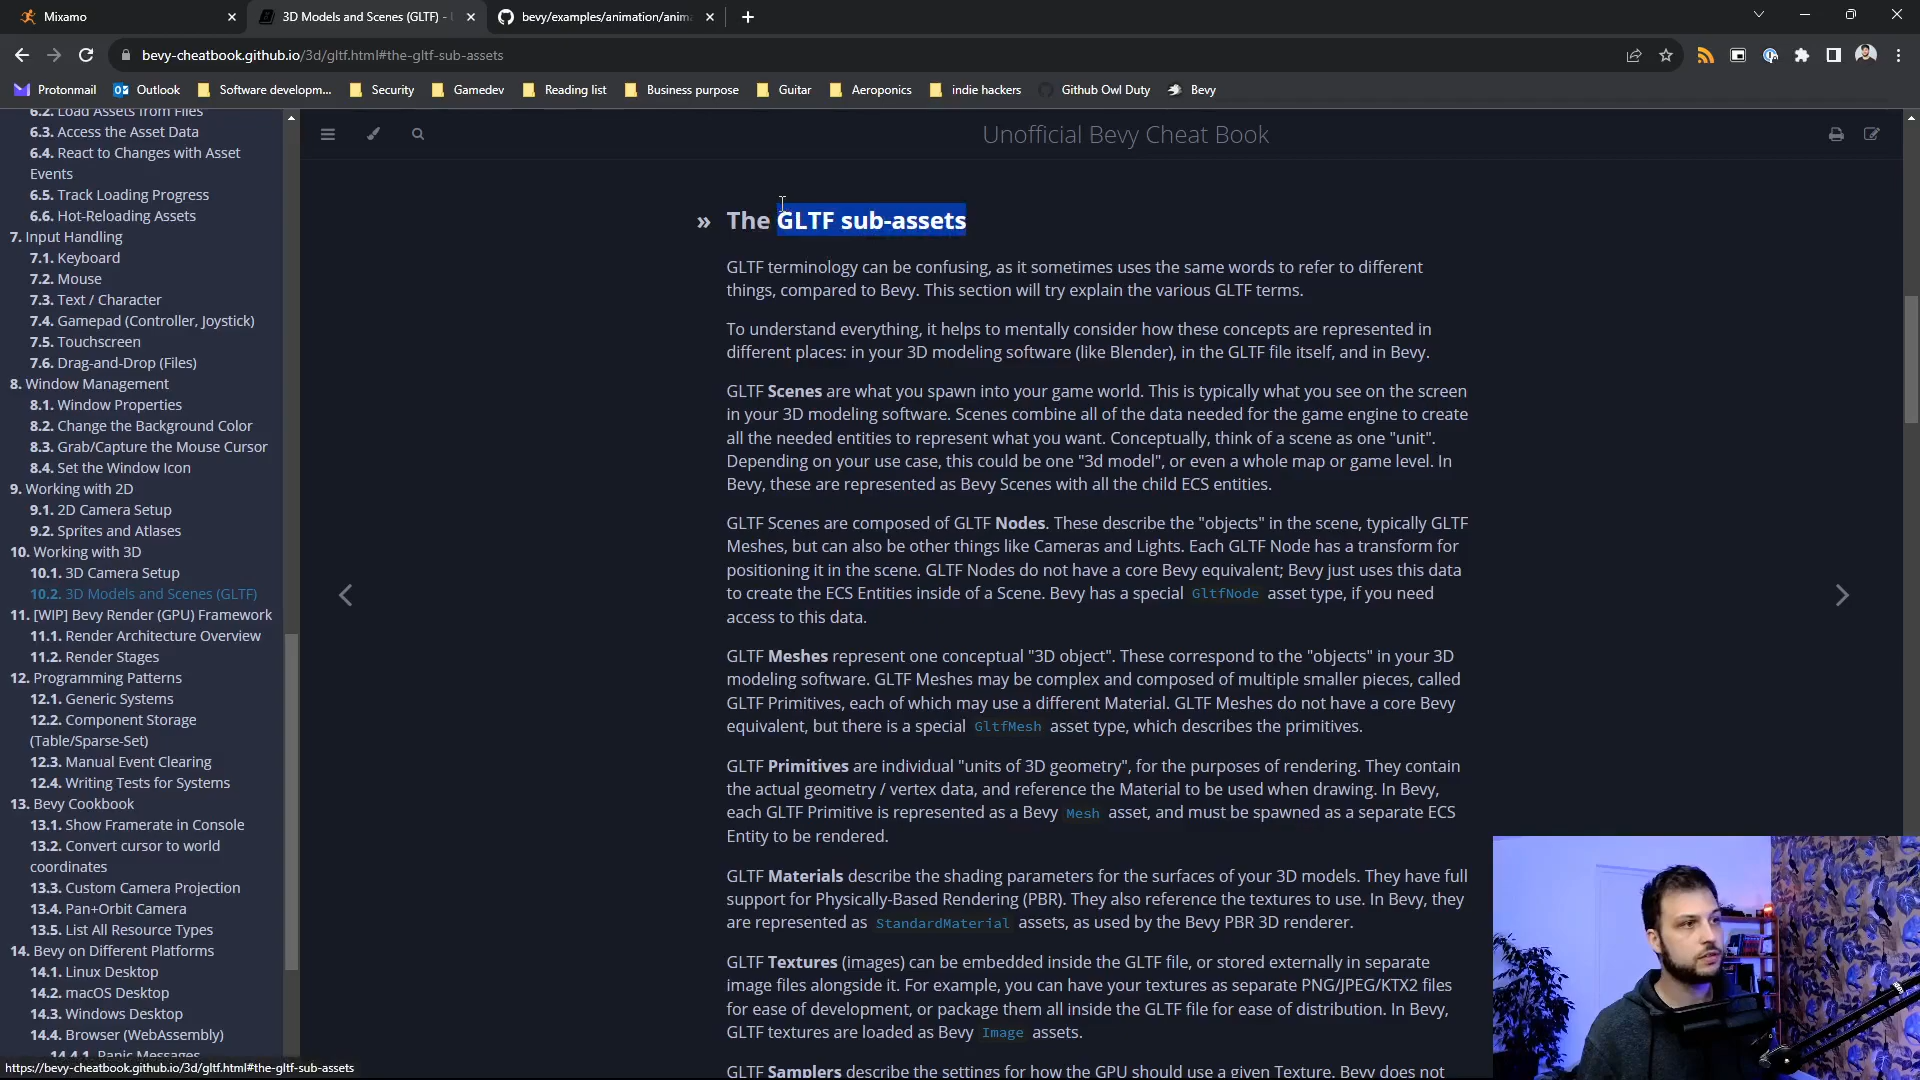 Mixamo
3D Models and Scenes (GLTF) -
bevy/examples/animation/anim
bevy-cheatbook.github.io/3d/gltf.html#the-gltf-sub-assets
Protonmail
Outlook
Software developm...
Security
Gamedev
Reading list
Business purpose
Guitar
Aeroponics
indie hackers
Github Owl Duty
Bevy
6.2. Load Assets from Files
6.3. Access the Asset Data
6.4. React to Changes with Asset
Events
6.5. Track Loading Progress
6.6. Hot-Reloading Assets
7. Input Handling
7.1. Keyboard
7.2. Mouse
7.3. Text / Character
7.4. Gamepad (Controller, Joystick)
7.5. Touchscreen
7.6. Drag-and-Drop (Files)
8. Window Management
8.1. Window Properties
8.2. Change the Background Color
8.3. Grab/Capture the Mouse Cursor
8.4. Set the Window Icon
9. Working with 2D
9.1. 2D Camera Setup
9.2. Sprites and Atlases
10. Working with 3D
10.1. 3D Camera Setup
10.2. 3D Models and Scenes (GLTF)
11. [WIP] Bevy Render (GPU) Framework
11.1. Render Architecture Overview
11.2. Render Stages
12. Programming Patterns
12.1. Generic Systems
12.2. Component Storage
(Table/Sparse-Set)
12.3. Manual Event Clearing
12.4. Writing Tests for Systems
13. Bevy Cookbook
13.1. Show Framerate in Console
13.2. Convert cursor to world
coordinates
13.3. Custom Camera Projection
13.4. Pan+Orbit Camera
13.5. List All Resource Types
14. Bevy on Different Platforms
14.1. Linux Desktop
14.2. macOS Desktop
14.3. Windows Desktop
14.4. Browser (WebAssembly)
14.4.1. Panic Messages
https://bevy-cheatbook.github.io/3d/gltf.html#the-gltf-sub-assets
Unofficial Bevy Cheat Book
» The GLTF sub-assets
GLTF terminology can be confusing, as it sometimes uses the same words to refer to different
things, compared to Bevy. This section will try explain the various GLTF terms.
To understand everything, it helps to mentally consider how these concepts are represented in
different places: in your 3D modeling software (like Blender), in the GLTF file itself, and in Bevy.
GLTF Scenes are what you spawn into your game world. This is typically what you see on the screen
in your 3D modeling software. Scenes combine all of the data needed for the game engine to create
all the needed entities to represent what you want. Conceptually, think of a scene as one "unit".
Depending on your use case, this could be one "3d model", or even a whole map or game level. In
Bevy, these are represented as Bevy Scenes with all the child ECS entities.
GLTF Scenes are composed of GLTF Nodes. These describe the "objects" in the scene, typically GLTF
Meshes, but can also be other things like Cameras and Lights. Each GLTF Node has a transform for
positioning it in the scene. GLTF Nodes do not have a core Bevy equivalent; Bevy just uses this data
to create the ECS Entities inside of a Scene. Bevy has a special GltfNode asset type, if you need
access to this data.
GLTF Meshes represent one conceptual "3D object". These correspond to the "objects" in your 3D
modeling software. GLTF Meshes may be complex and composed of multiple smaller pieces, called
GLTF Primitives, each of which may use a different Material. GLTF Meshes do not have a core Bevy
equivalent, but there is a special GltfMesh asset type, which describes the primitives.
GLTF Primitives are individual "units of 3D geometry", for the purposes of rendering. They contain
the actual geometry / vertex data, and reference the Material to be used when drawing. In Bevy,
each GLTF Primitive is represented as a Bevy Mesh asset, and must be spawned as a separate ECS
Entity to be rendered.
GLTF Materials describe the shading parameters for the surfaces of your 3D models. They have full
support for Physically-Based Rendering (PBR). They also reference the textures to use. In Bevy, they
are represented as StandardMaterial assets, as used by the Bevy PBR 3D renderer.
GLTF Textures (images) can be embedded inside the GLTF file, or stored externally in separate
image files alongside it. For example, you can have your textures as separate PNG/JPEG/KTX2 files
for ease of development, or package them all inside the GLTF file for ease of distribution. In Bevy,
GLTF textures are loaded as Bevy Image assets.
GLTF Samplers describe the settings for how the GPU should use a given Texture. Bevy does not